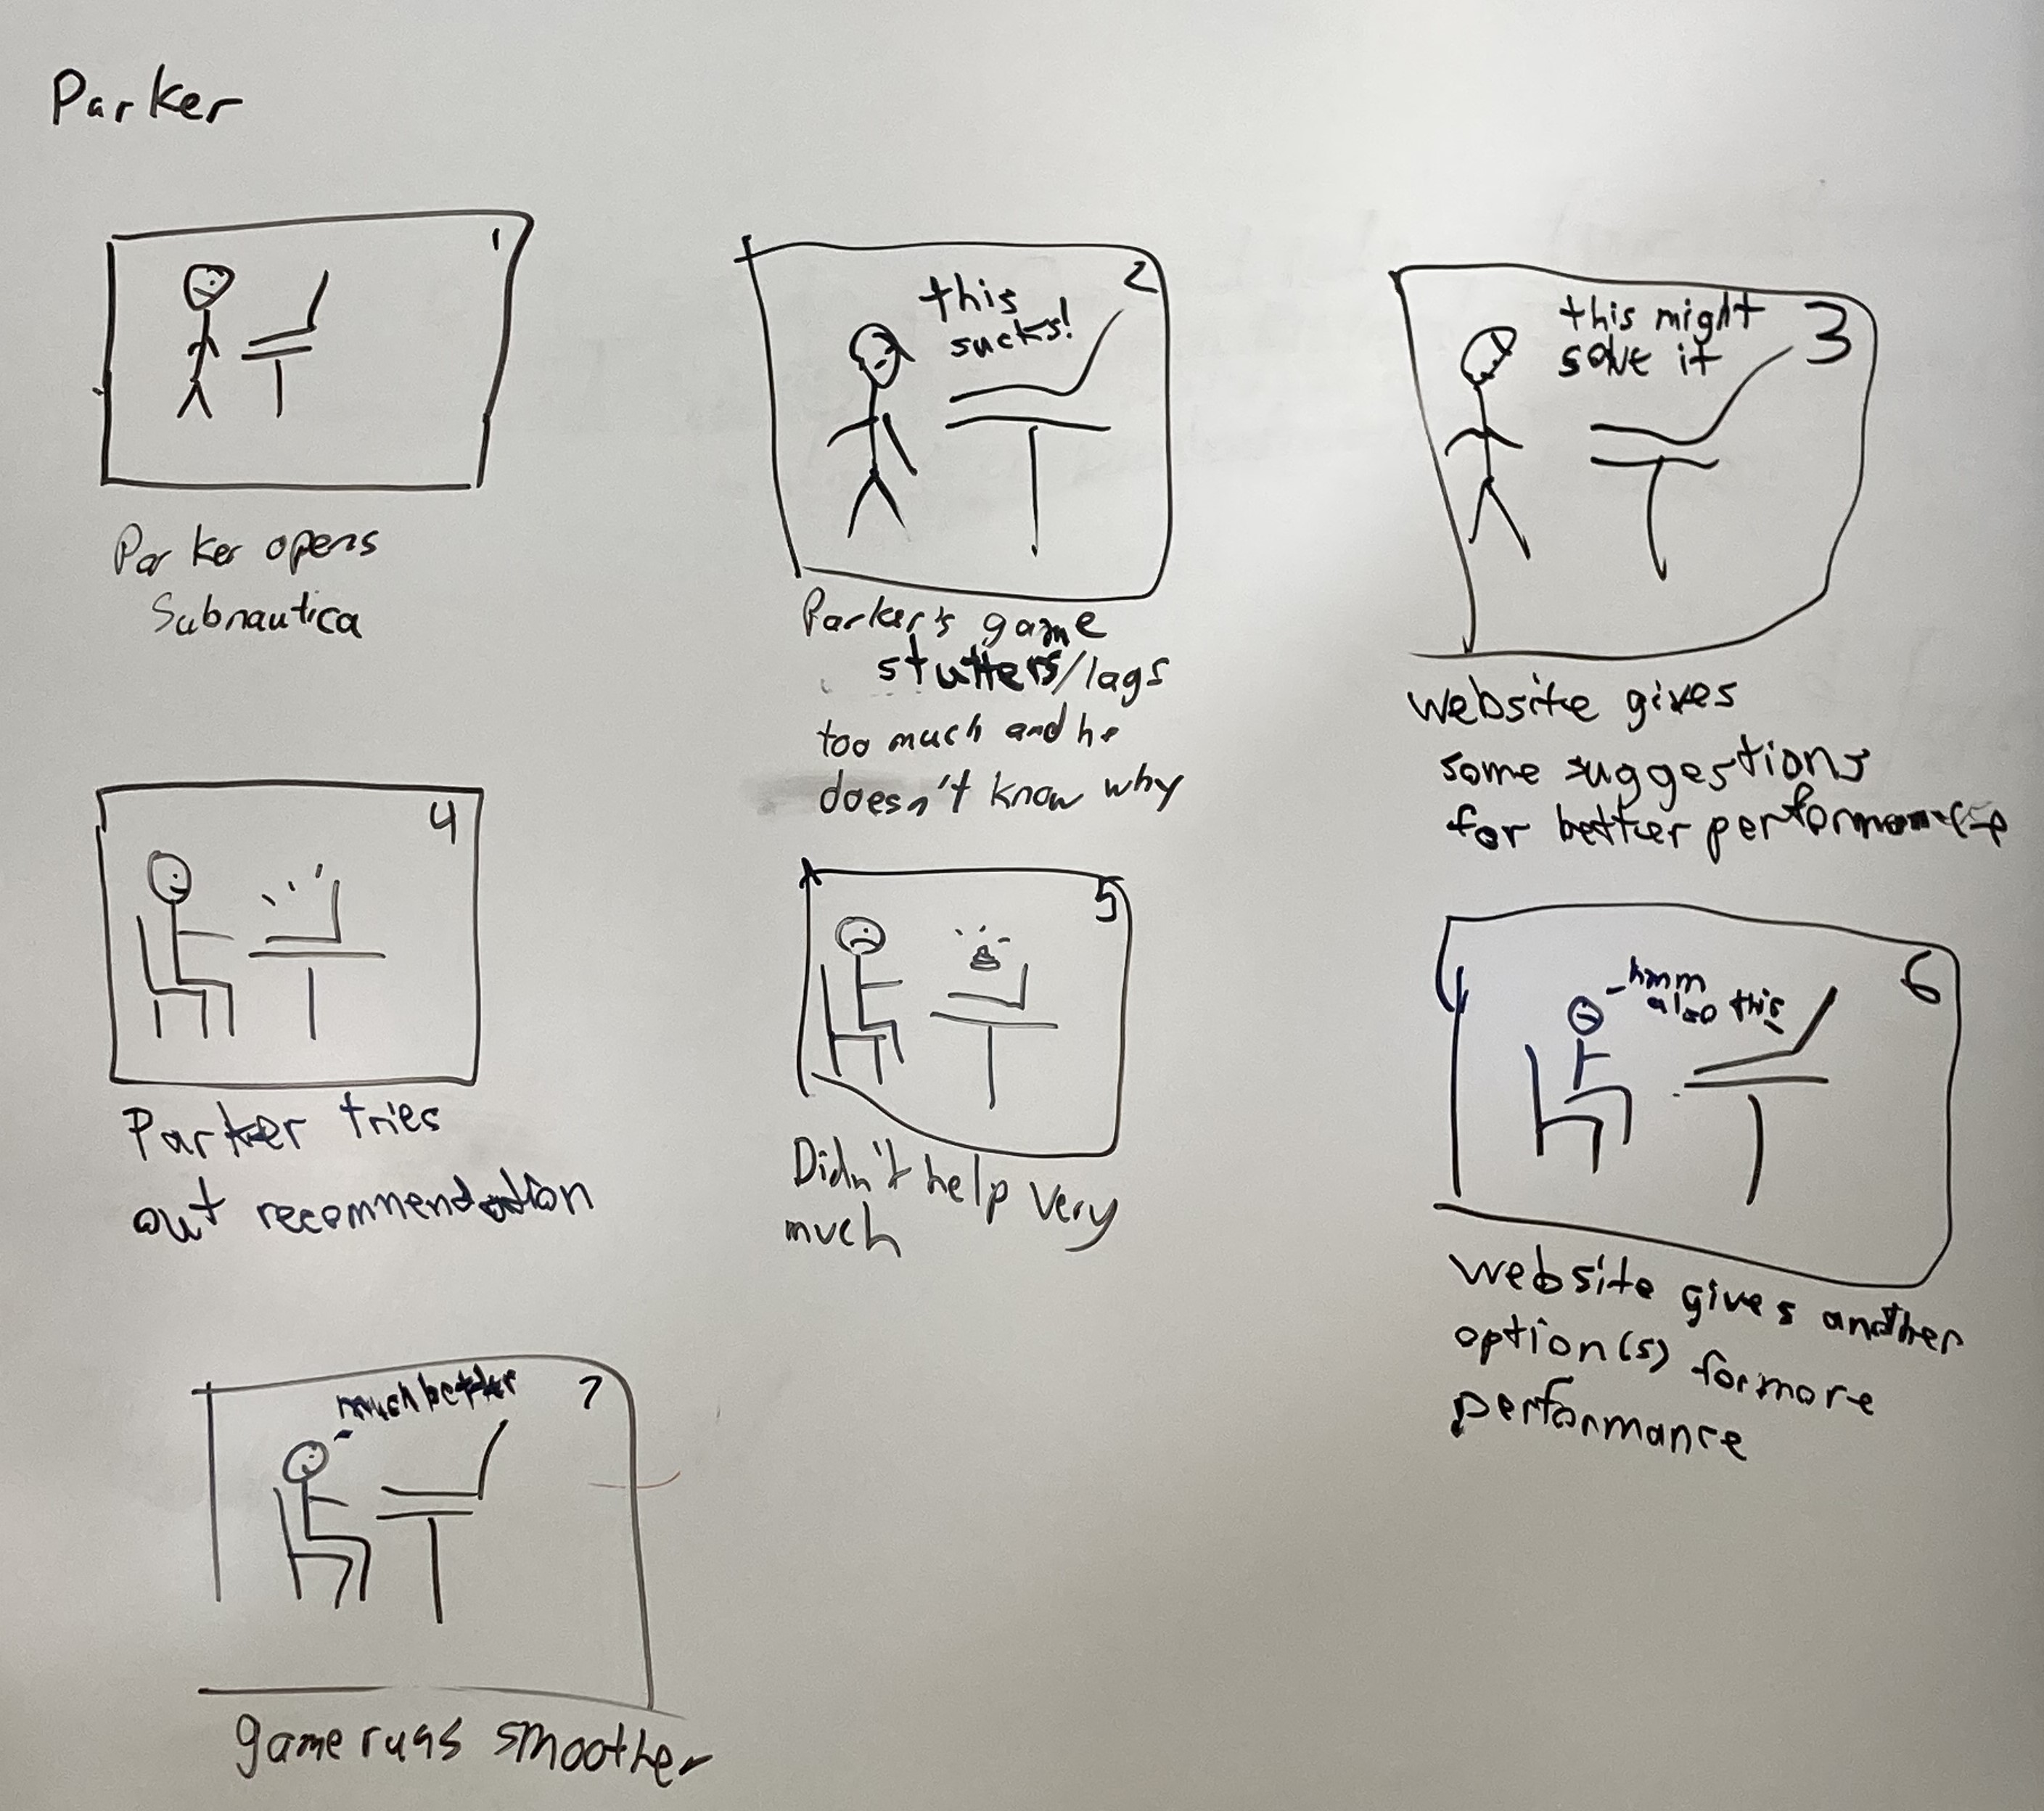 Parker
1
Parker opens
Subnautica
2
this
sucks!
Parker's game
stutters/lags
too much and he
doesn't know why
3
this might
solve it
website gives
some suggestions
for better performance
4
Parker tries
out recommendation
5
Didn't help very
much
6
hmm
also this
website gives another
option(s) for more
performance
7
much better
game runs smoother